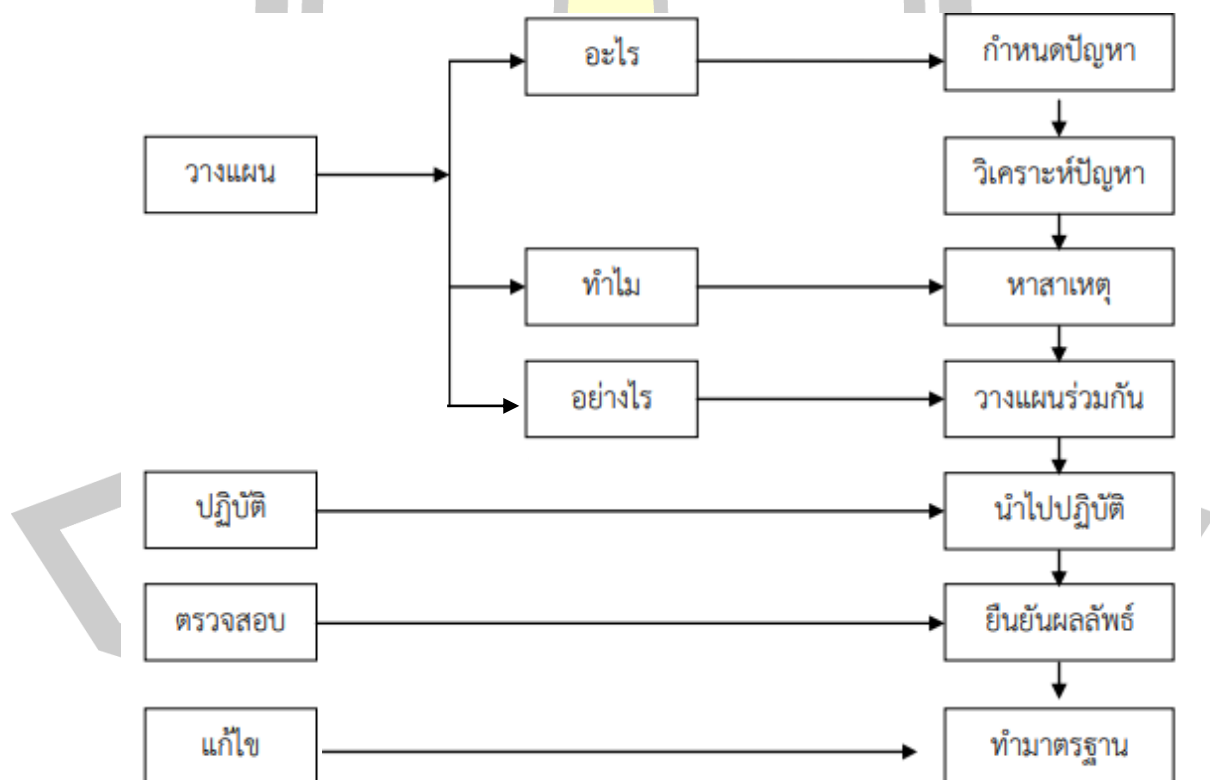 อะไร
กำหนดปัญหา
วางแผน
วิเคราะห์ปัญหา
ทำไม
หาสาเหตุ
อย่างไร
วางแผนร่วมกัน
ปฏิบัติ
นำไปปฏิบัติ
ตรวจสอบ
ยืนยันผลลัพธ์
แก้ไข
ทำมาตรฐาน